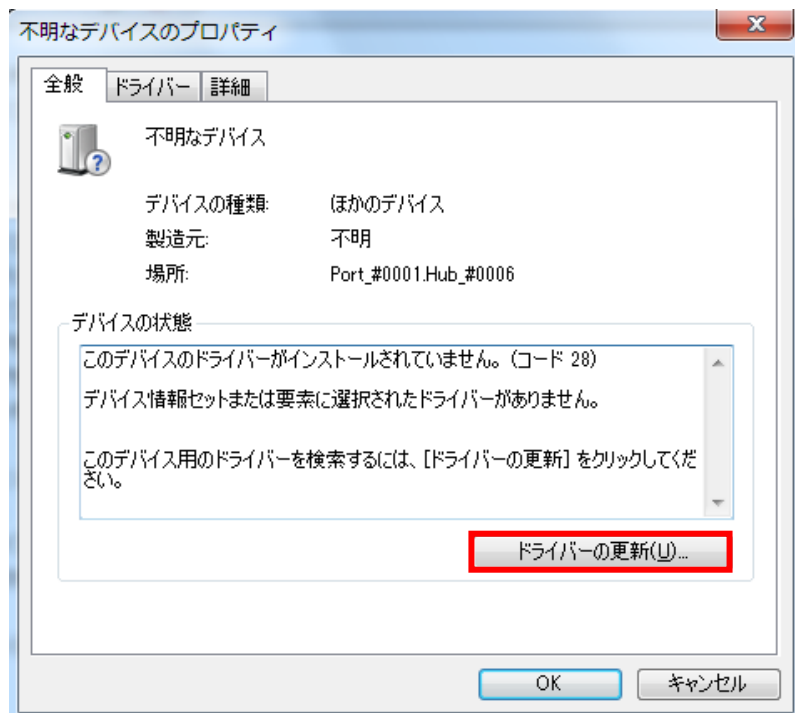 不明なデバイスのプロパティ
全般 ドライバー 詳細
不明なデバイス
デバイスの種類: ほかのデバイス
製造元: 不明
場所: Port_#0001.Hub_#0006
デバイスの状態
このデバイスのドライバーがインストールされていません。(コード 28)
デバイス情報セットまたは要素に選択されたドライバーがありません。
このデバイス用のドライバーを検索するには、[ドライバーの更新] をクリックしてくだ
さい。
ドライバーの更新(U)...
OK キャンセル